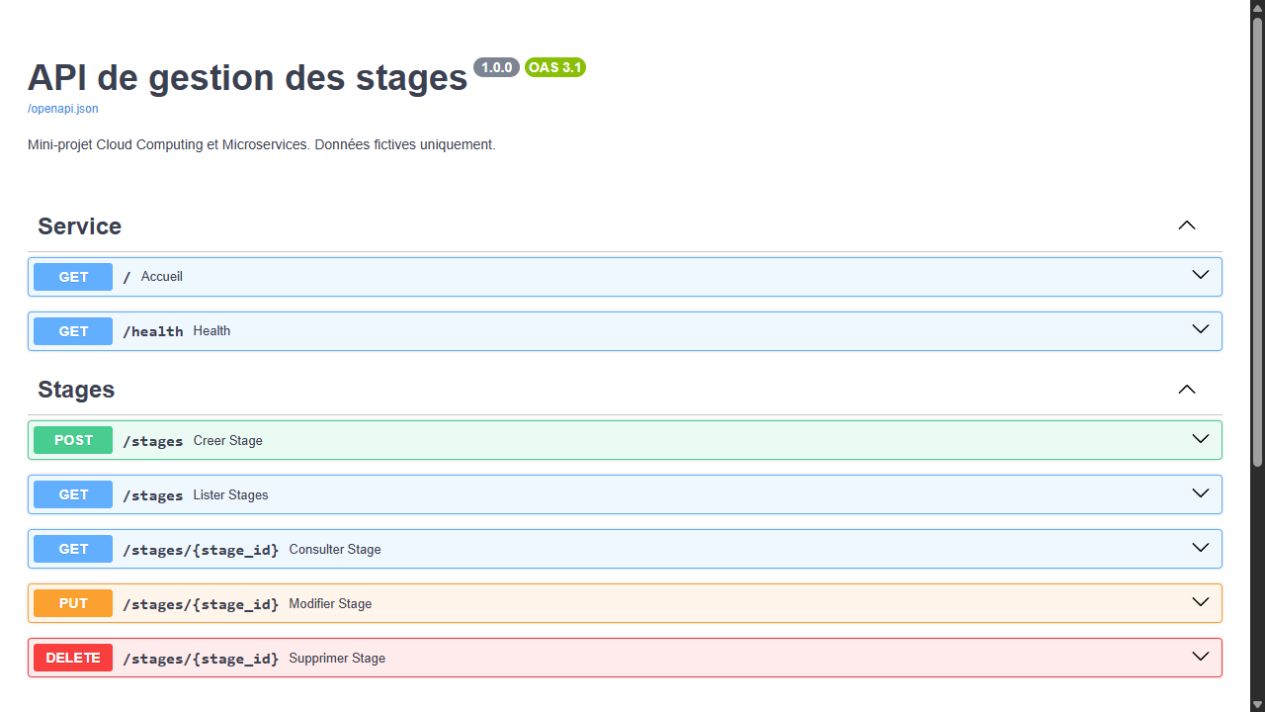 API de gestion des stages 1.0.0 OAS 3.1
/openapi.json
Mini-projet Cloud Computing et Microservices. Données fictives uniquement.
Service
GET / Accueil
GET /health Health
Stages
POST /stages Creer Stage
GET /stages Lister Stages
GET /stages/{stage_id} Consulter Stage
PUT /stages/{stage_id} Modifier Stage
DELETE /stages/{stage_id} Supprimer Stage